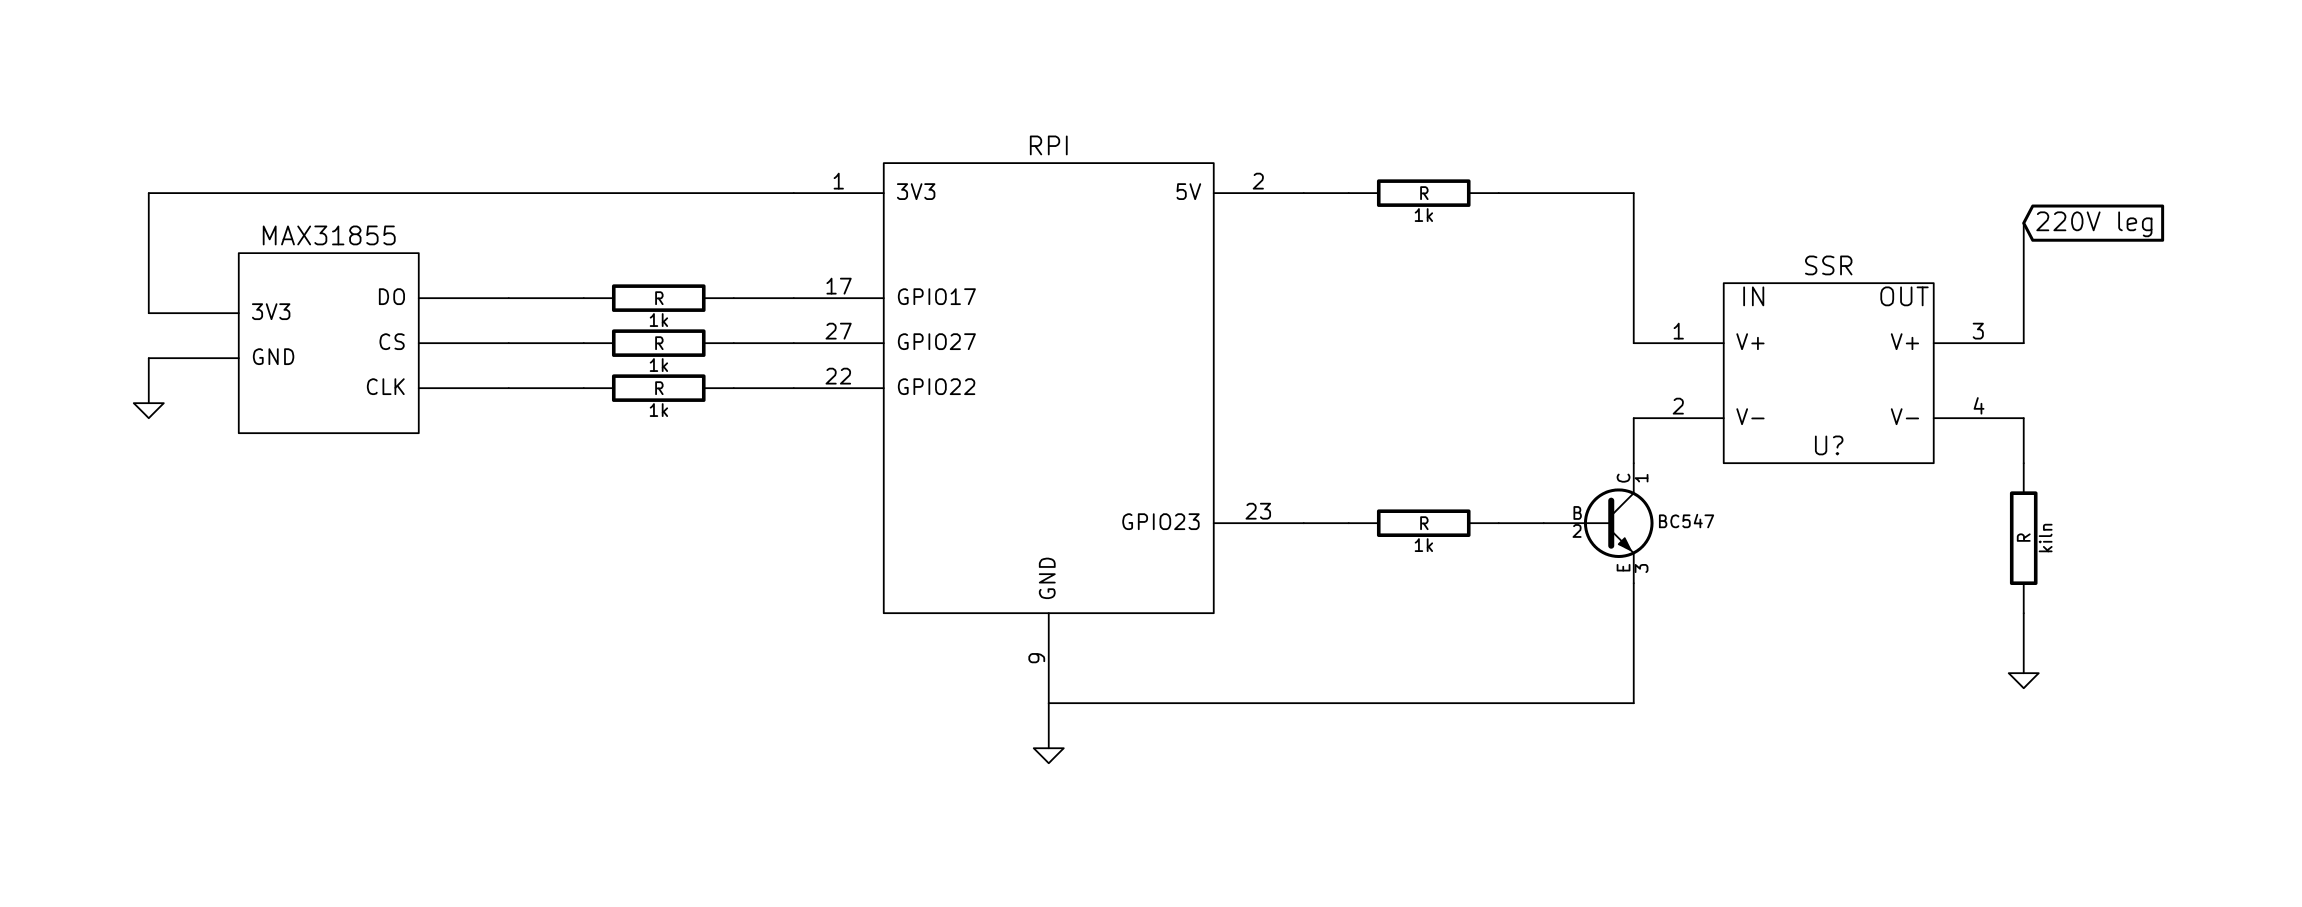 RPI
1
3V3
5V
2
R
1k
220V leg
MAX31855
3V3
GND
DO
CS
CLK
R
1k
R
1k
R
1k
17
27
22
GPIO17
GPIO27
GPIO22
SSR
IN
OUT
1
V+
V+
3
2
V-
V-
4
U?
GPIO23
23
R
1k
C
1
B
2
BC547
E
3
R
kiln
GND
9